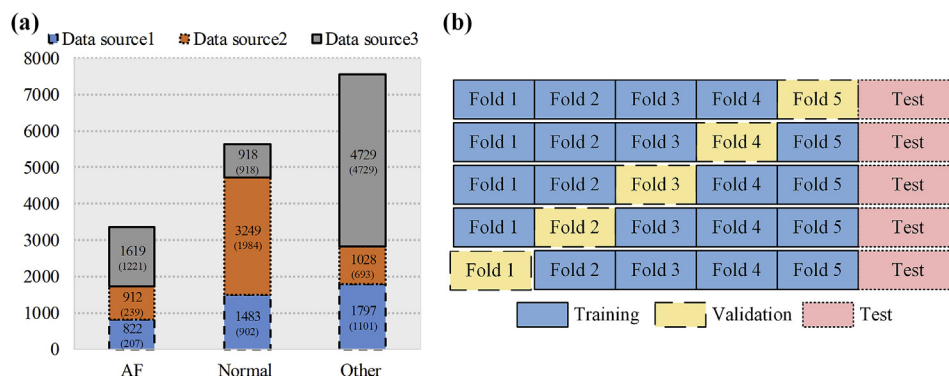 (a)
Data source1 Data source2 Data source3
8000
7000
6000
5000
4000
3000
2000
1000
0
1619
(1221)
912
(239)
822
(207)
918
(918)
3249
(1984)
1483
(902)
4729
(4729)
1028
(693)
1797
(1101)
AF Normal Other
(b)
Fold 1 Fold 2 Fold 3 Fold 4 Fold 5 Test
Fold 1 Fold 2 Fold 3 Fold 4 Fold 5 Test
Fold 1 Fold 2 Fold 3 Fold 4 Fold 5 Test
Fold 1 Fold 2 Fold 3 Fold 4 Fold 5 Test
Fold 1 Fold 2 Fold 3 Fold 4 Fold 5 Test
Training Validation Test